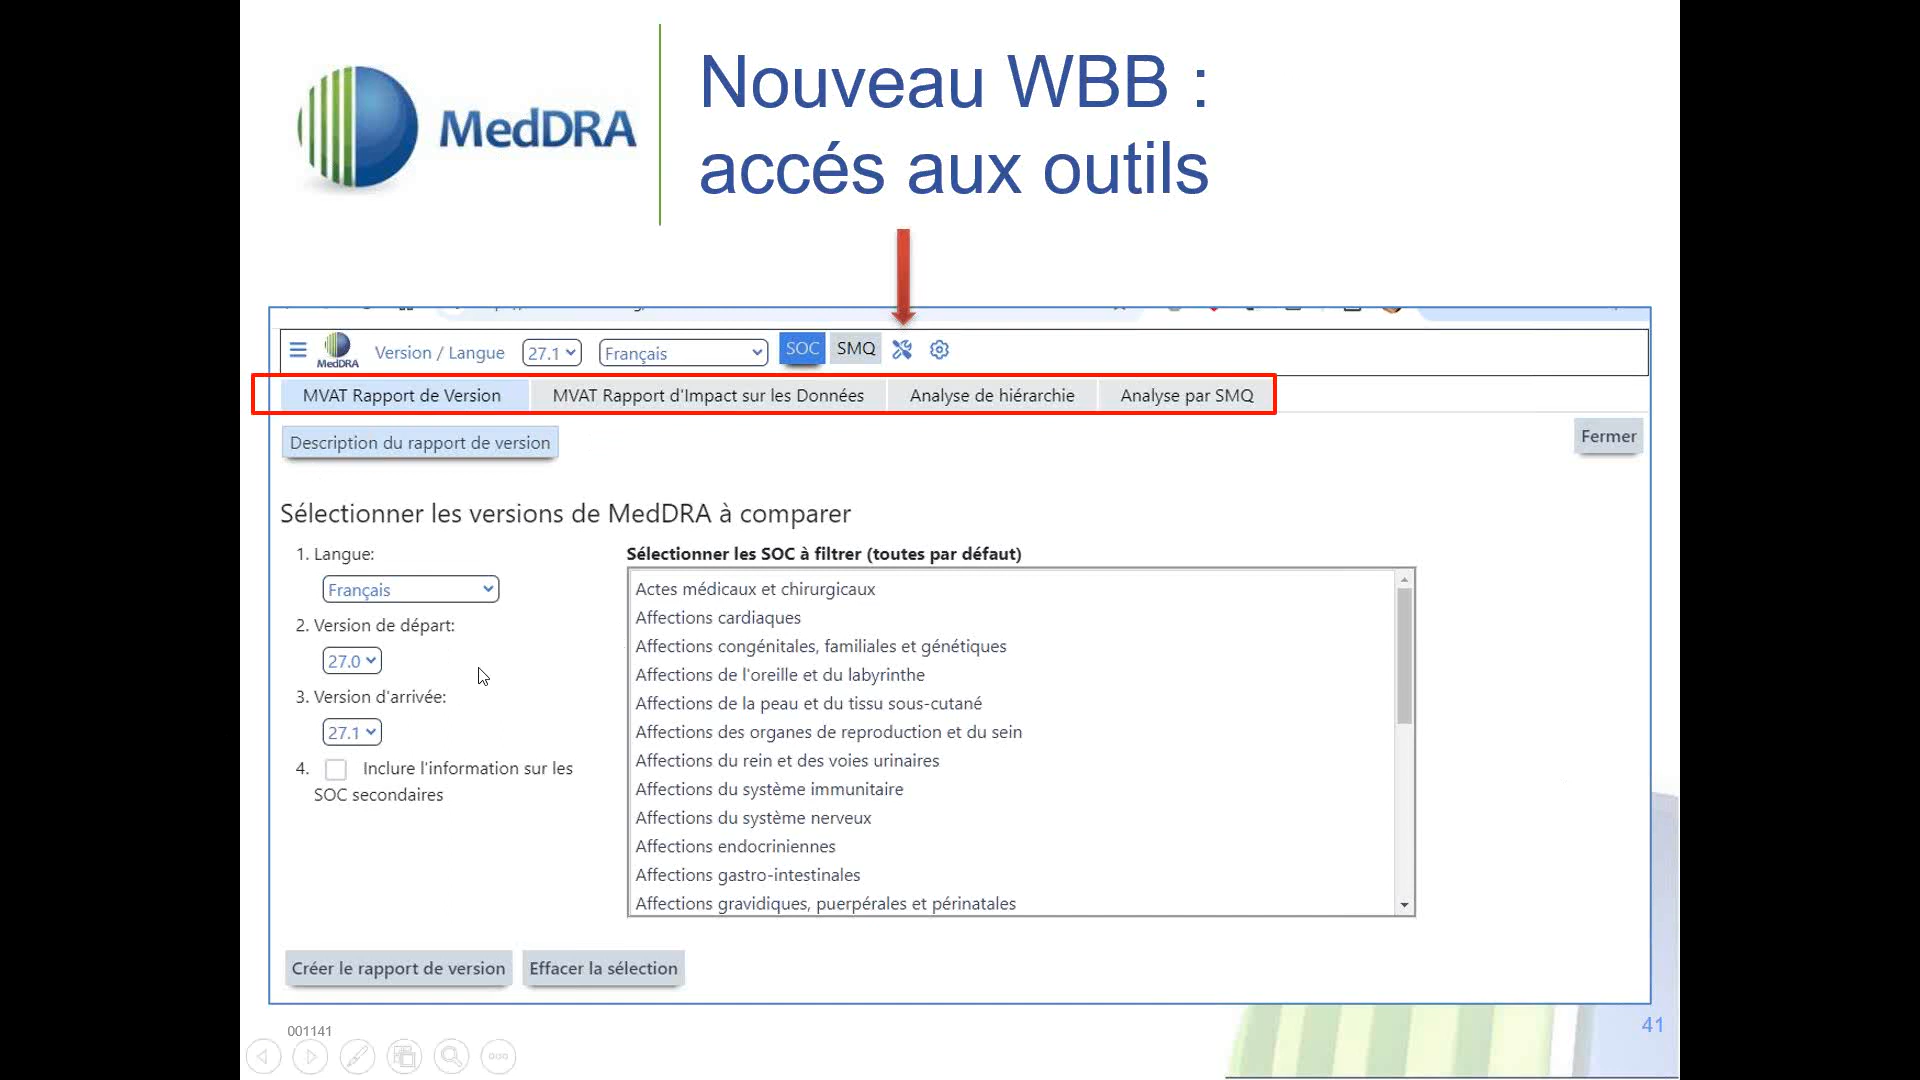 MedDRA
Nouveau WBB :
accés aux outils
MedDRA
Version / Langue
27.1
Français
SOC
SMQ
MVAT Rapport de Version
MVAT Rapport d'Impact sur les Données
Analyse de hiérarchie
Analyse par SMQ
Description du rapport de version
Fermer
Sélectionner les versions de MedDRA à comparer
1. Langue:
Français
2. Version de départ:
27.0
3. Version d'arrivée:
27.1
4. Inclure l'information sur les
SOC secondaires
Sélectionner les SOC à filtrer (toutes par défaut)
Actes médicaux et chirurgicaux
Affections cardiaques
Affections congénitales, familiales et génétiques
Affections de l'oreille et du labyrinthe
Affections de la peau et du tissu sous-cutané
Affections des organes de reproduction et du sein
Affections du rein et des voies urinaires
Affections du système immunitaire
Affections du système nerveux
Affections endocriniennes
Affections gastro-intestinales
Affections gravidiques, puerpérales et périnatales
Créer le rapport de version
Effacer la sélection
001141
41